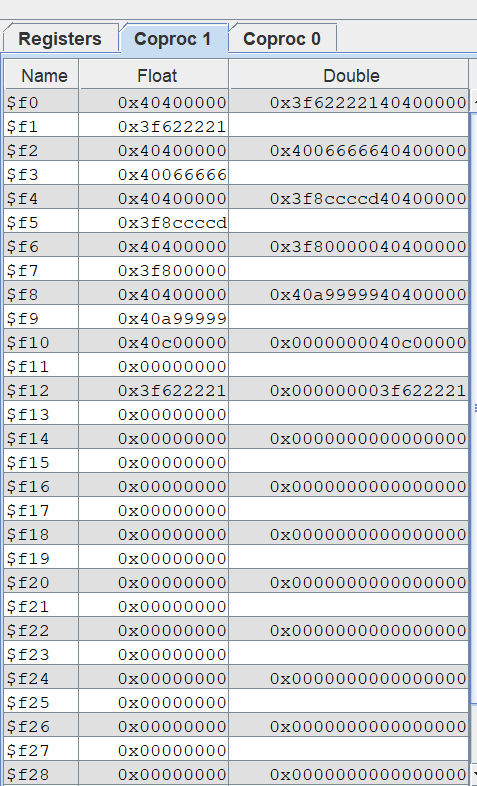 Registers Coproc 1 Coproc 0
Name Float Double
$f0 0x40400000 0x3f62222140400000
$f1 0x3f622221
$f2 0x40400000 0x4006666640400000
$f3 0x40066666
$f4 0x40400000 0x3f8ccccd40400000
$f5 0x3f8ccccd
$f6 0x40400000 0x3f80000040400000
$f7 0x3f800000
$f8 0x40400000 0x40a9999940400000
$f9 0x40a99999
$f10 0x40c00000 0x0000000040c00000
$f11 0x00000000
$f12 0x3f622221 0x000000003f622221
$f13 0x00000000
$f14 0x00000000 0x0000000000000000
$f15 0x00000000
$f16 0x00000000 0x0000000000000000
$f17 0x00000000
$f18 0x00000000 0x0000000000000000
$f19 0x00000000
$f20 0x00000000 0x0000000000000000
$f21 0x00000000
$f22 0x00000000 0x0000000000000000
$f23 0x00000000
$f24 0x00000000 0x0000000000000000
$f25 0x00000000
$f26 0x00000000 0x0000000000000000
$f27 0x00000000
$f28 0x00000000 0x0000000000000000